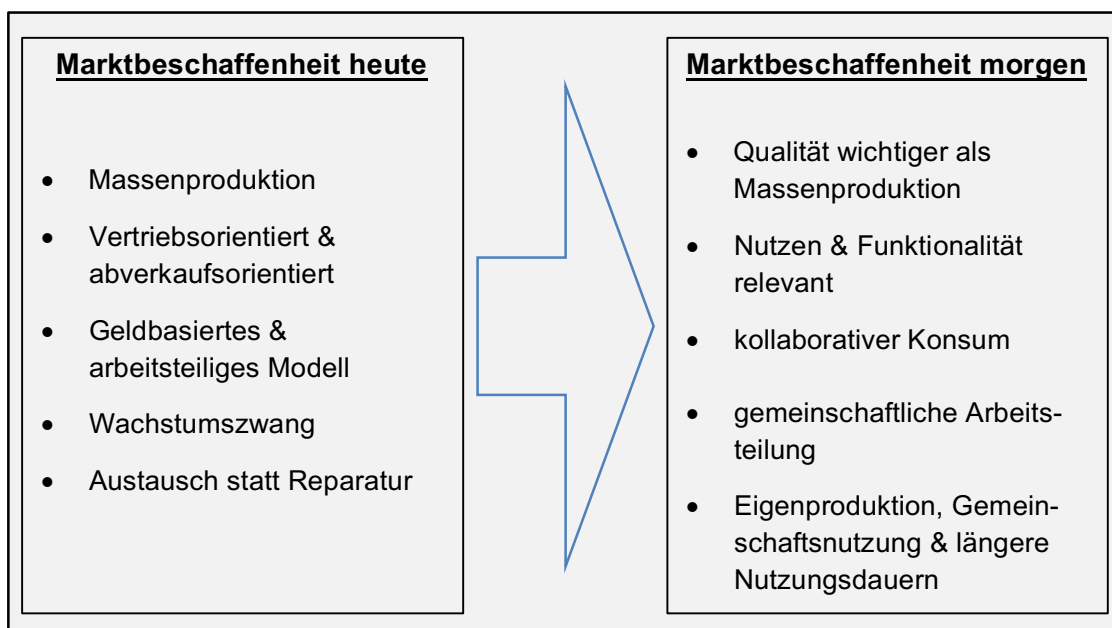 Marktbeschaffenheit heute
• Massenproduktion
• Vertriebsorientiert &
abverkaufsorientiert
• Geldbasiertes &
arbeitsteiliges Modell
• Wachstumszwang
• Austausch statt Reparatur
Marktbeschaffenheit morgen
• Qualität wichtiger als
Massenproduktion
• Nutzen & Funktionalität
relevant
• kollaborativer Konsum
• gemeinschaftliche Arbeits-
teilung
• Eigenproduktion, Gemein-
schaftsnutzung & längere
Nutzungsdauern